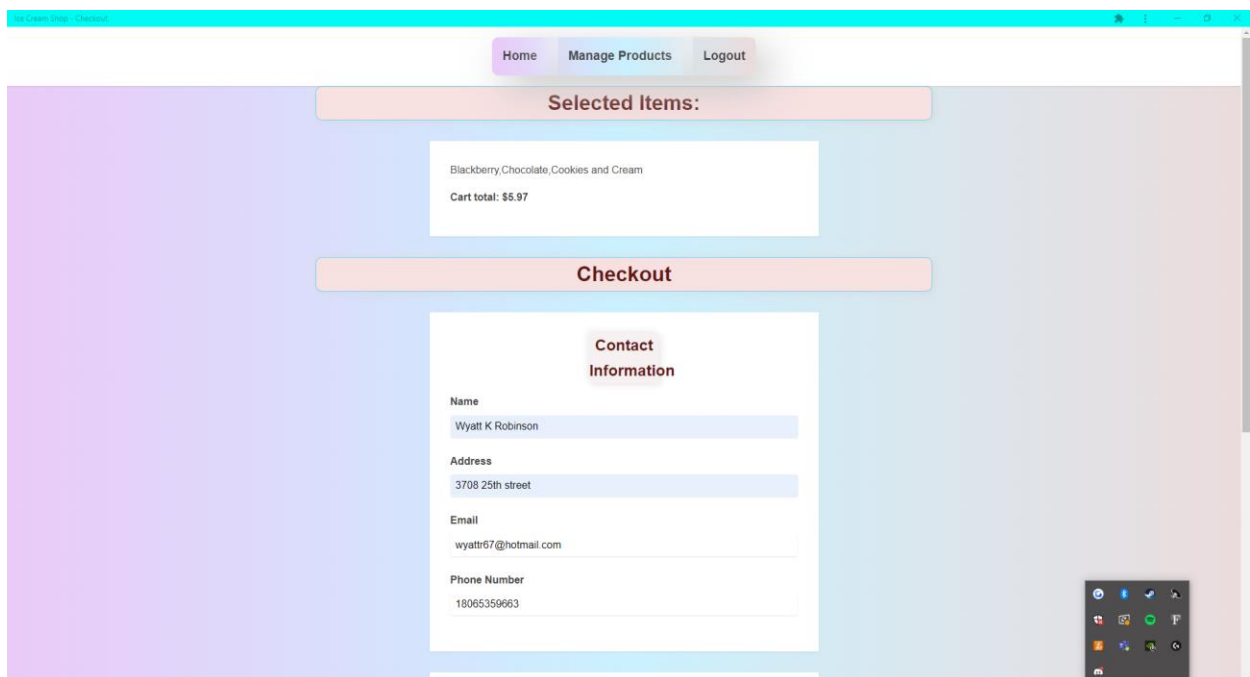 Ice Cream Shop - Checkout
Home Manage Products Logout
Selected Items:
Blackberry,Chocolate,Cookies and Cream
Cart total: $5.97
Checkout
Contact
Information
Name
Wyatt K Robinson
Address
3708 25th street
Email
wyattr67@hotmail.com
Phone Number
18065359663